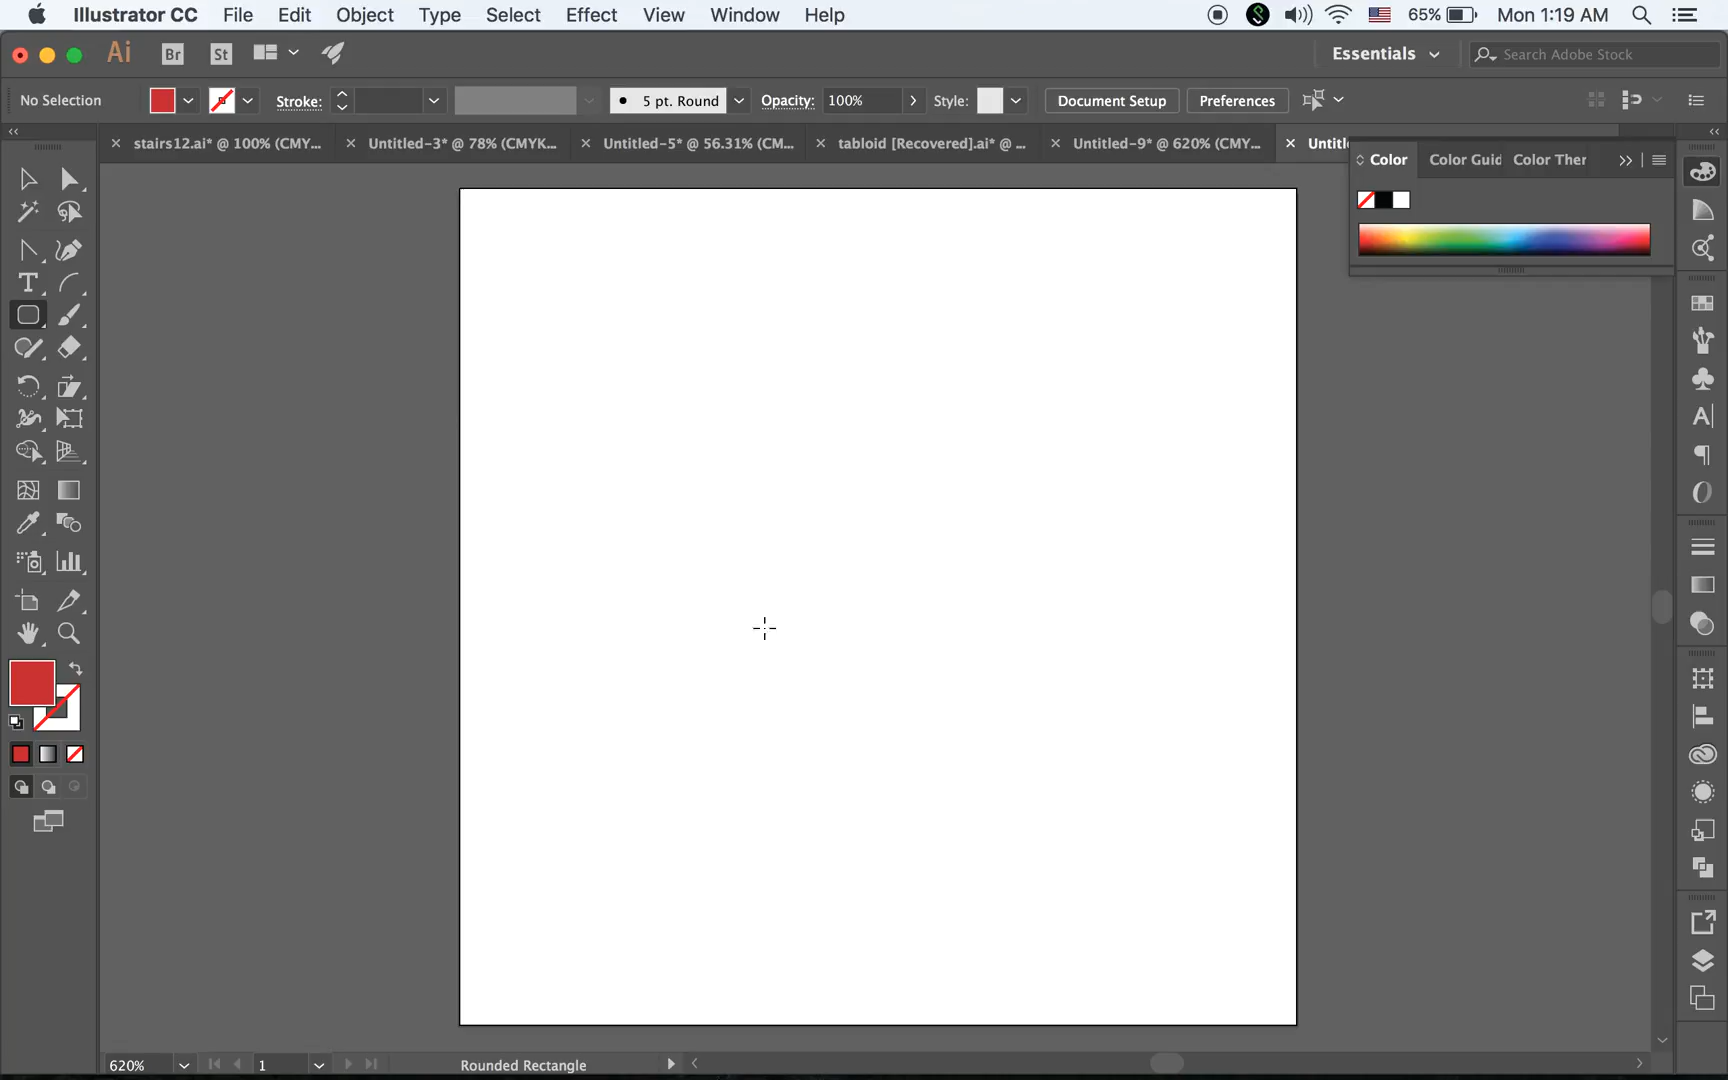 Illustrator CC File Edit Object Type Select Effect View Window Help 65% Mon 1:19 AM
Ai Br St Essentials Search Adobe Stock
No Selection Stroke: 5 pt. Round Opacity: 100% Style: Document Setup Preferences
stairs12.ai* @ 100% (CMY... Untitled-3* @ 78% (CMYK... Untitled-5* @ 56.31% (CM... tabloid [Recovered].ai* @ ... Untitled-9* @ 620% (CMY... Untitl
Color Color Guid Color Ther
620% 1 Rounded Rectangle